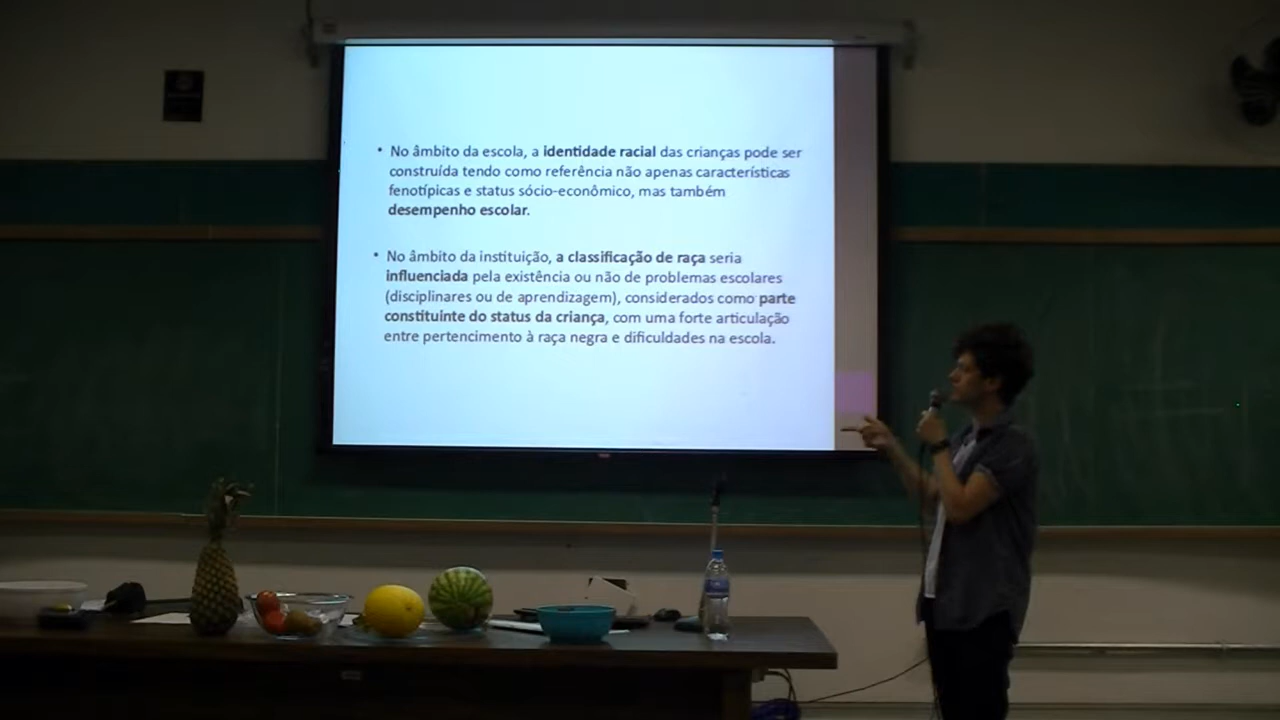 • No âmbito da escola, a identidade racial das crianças pode ser
construída tendo como referência não apenas características
fenotípicas e status sócio-econômico, mas também
desempenho escolar.
• No âmbito da instituição, a classificação de raça seria
influenciada pela existência ou não de problemas escolares
(disciplinares ou de aprendizagem), considerados como parte
constituinte do status da criança, com uma forte articulação
entre pertencimento à raça negra e dificuldades na escola.